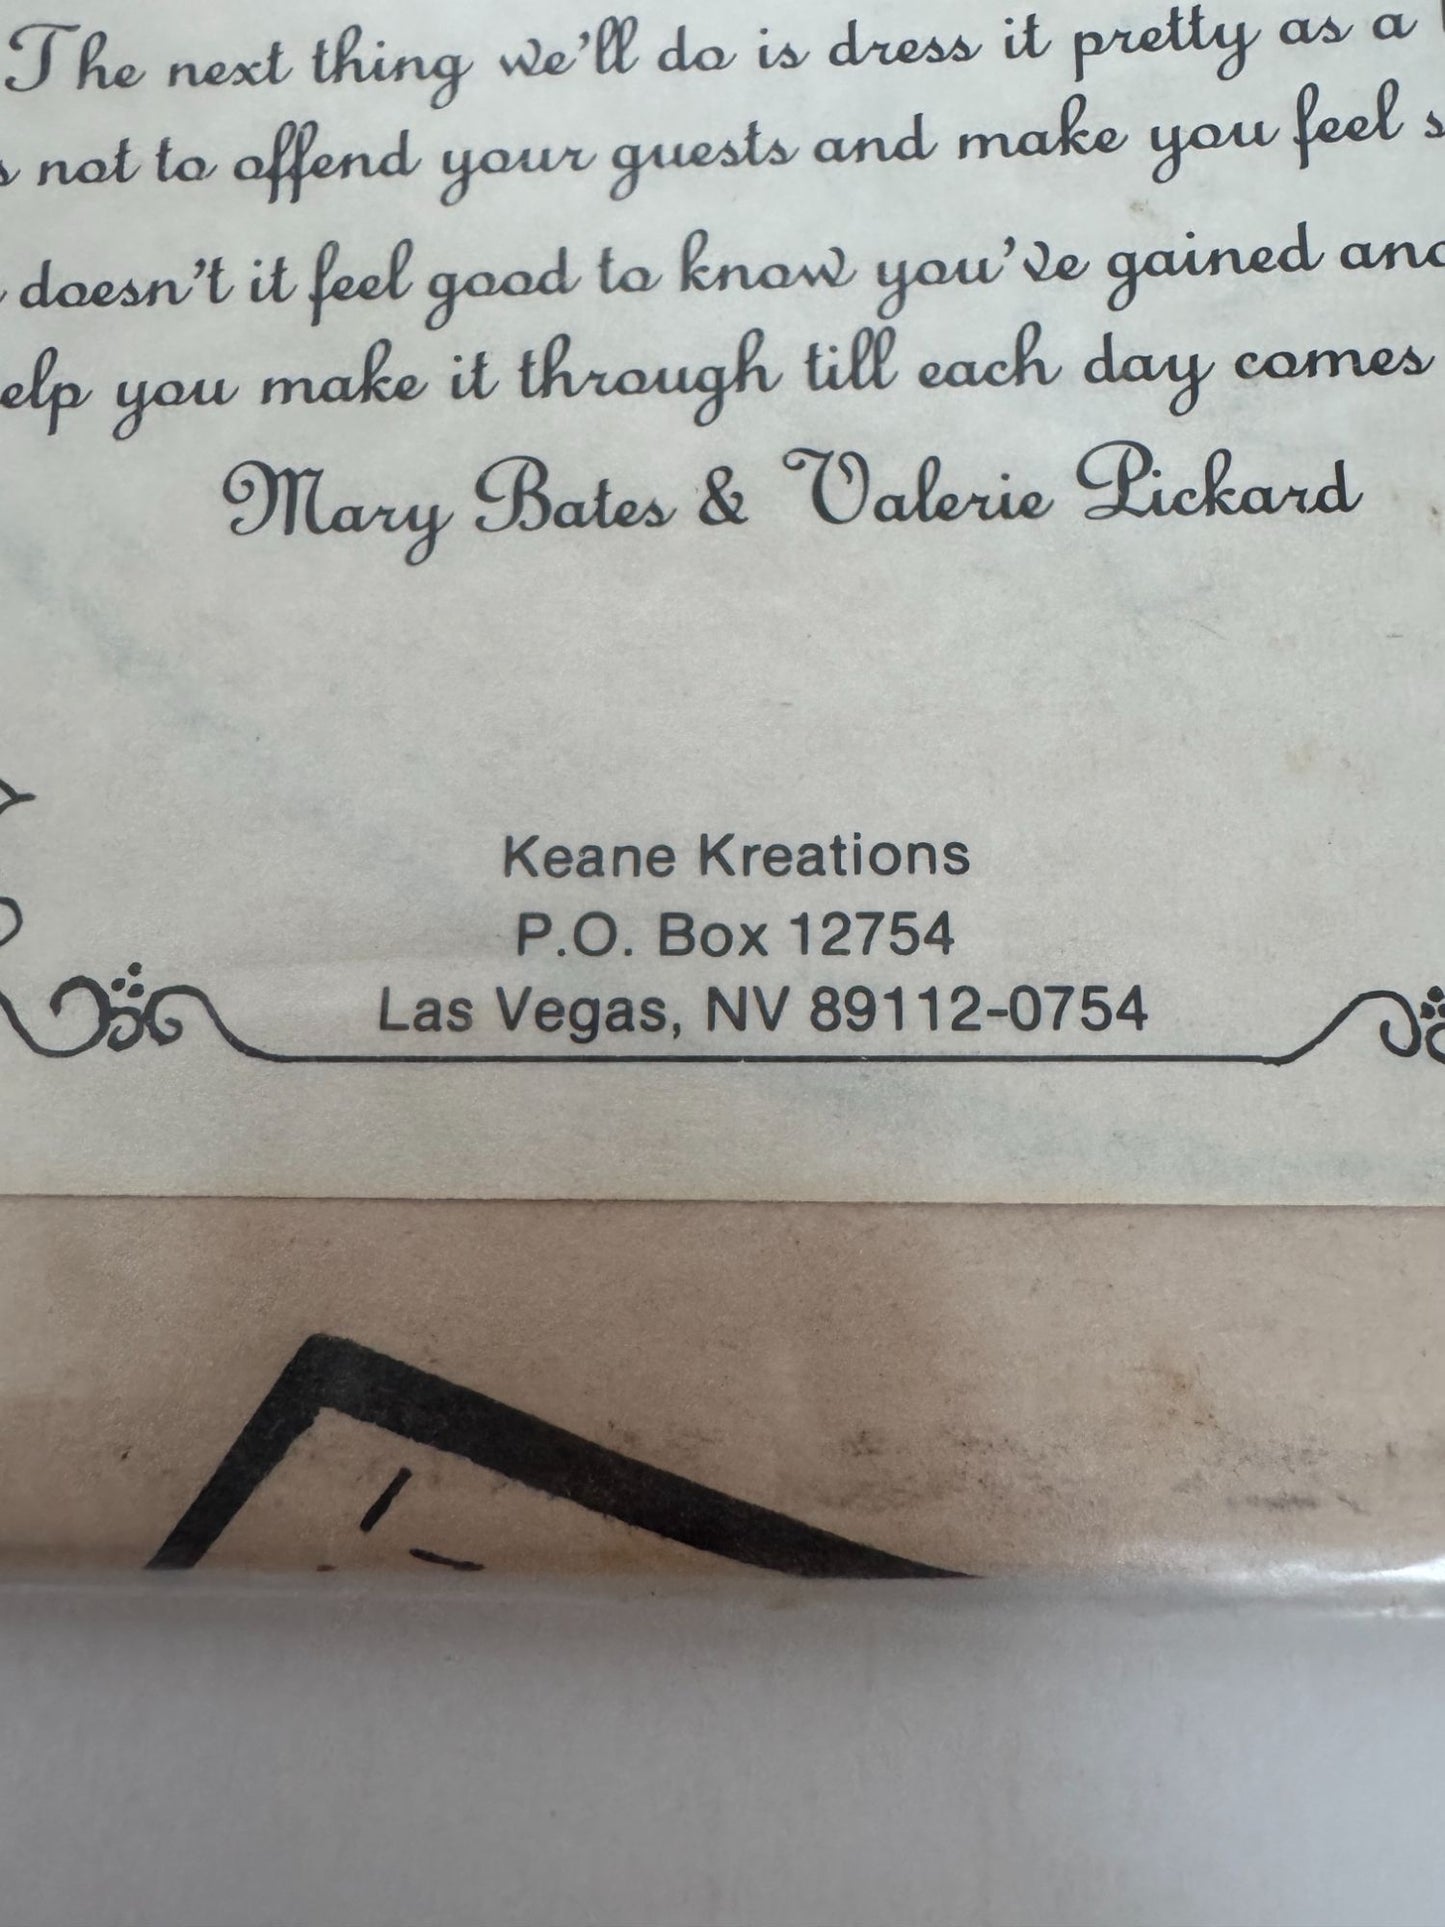 The next thing we'll do is dress it pretty as a
not to offend your guests and make you feel
doesn't it feel good to know you've gained
you make it through till each day comes
Mary Bates & Valerie Pickard
Keane Kreations
P.O. Box 12754
Las Vegas, NV 89112-0754